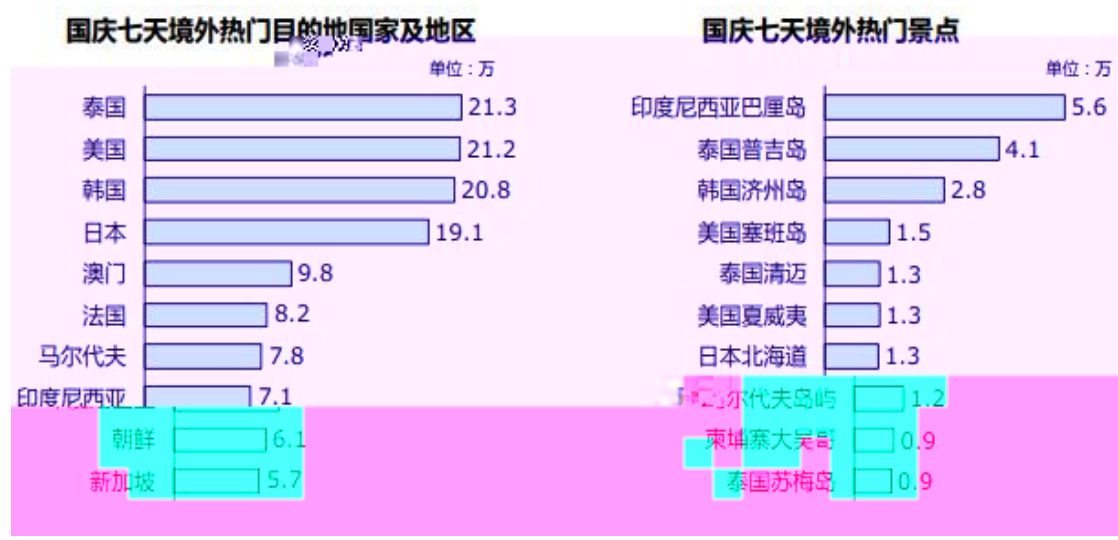 国庆七天境外热门目的地国家及地区
单位：万
泰国 21.3
美国 21.2
韩国 20.8
日本 19.1
澳门 9.8
法国 8.2
马尔代夫 7.8
印度尼西亚 7.1
朝鲜 6.1
新加坡 5.7
国庆七天境外热门景点
单位：万
印度尼西亚巴厘岛 5.6
泰国普吉岛 4.1
韩国济州岛 2.8
美国塞班岛 1.5
泰国清迈 1.3
美国夏威夷 1.3
日本北海道 1.3
尔代夫岛屿 1.2
柬埔寨大吴哥 0.9
泰国苏梅岛 0.9